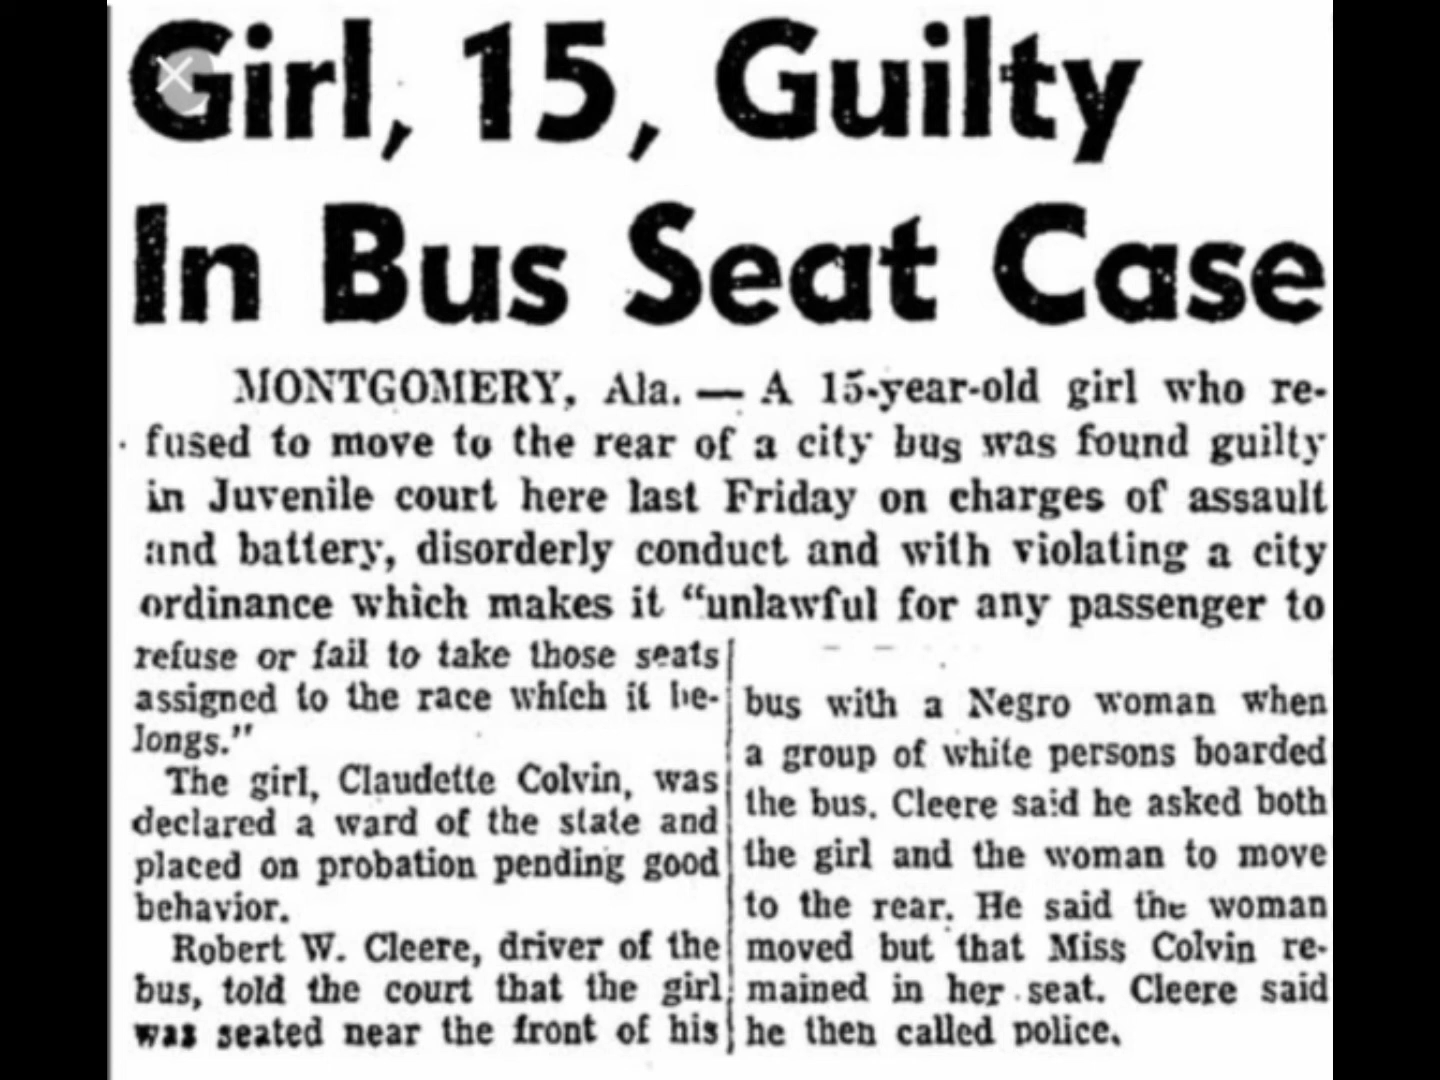 Girl, 15, Guilty
In Bus Seat Case
MONTGOMERY, Ala. — A 15-year-old girl who re-
fused to move to the rear of a city bus was found guilty
in Juvenile court here last Friday on charges of assault
and battery, disorderly conduct and with violating a city
ordinance which makes it “unlawful for any passenger to
refuse or fail to take those seats
assigned to the race which it be-
longs.”
The girl, Claudette Colvin, was
declared a ward of the state and
placed on probation pending good
behavior.
Robert W. Cleere, driver of the
bus, told the court that the girl
was seated near the front of his
bus with a Negro woman when
a group of white persons boarded
the bus. Cleere said he asked both
the girl and the woman to move
to the rear. He said the woman
moved but that Miss Colvin re-
mained in her seat. Cleere said
he then called police.